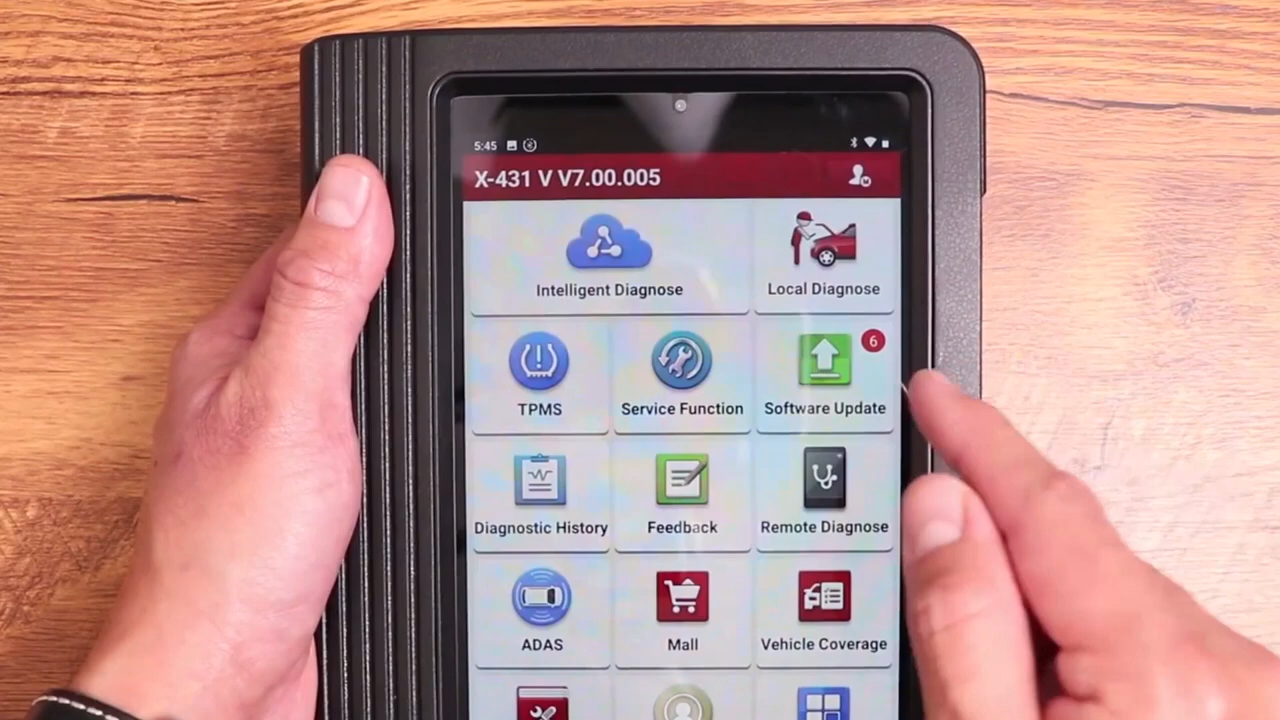 5:45
X-431 V V7.00.005
Intelligent Diagnose
Local Diagnose
6
TPMS
Service Function
Software Update
Diagnostic History
Feedback
Remote Diagnose
ADAS
Mall
Vehicle Coverage